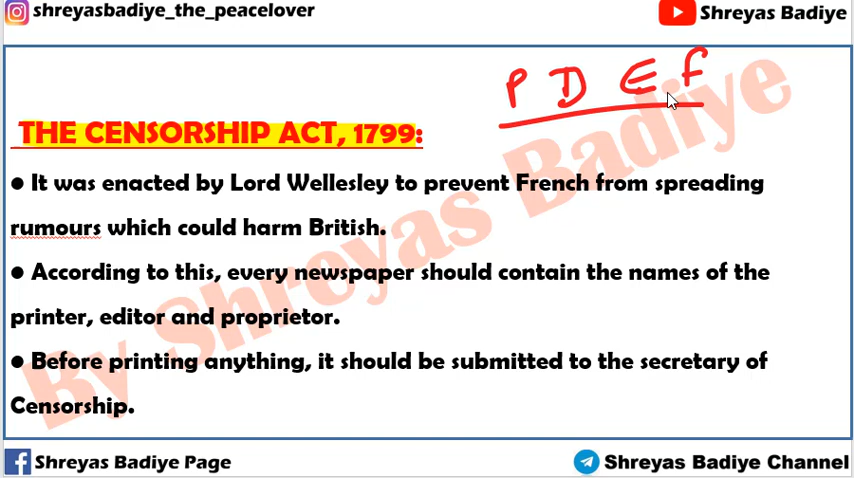 shreyasbadiye_the_peacelover
Shreyas Badiye
P D E F
THE CENSORSHIP ACT, 1799:
• It was enacted by Lord Wellesley to prevent French from spreading
rumours which could harm British.
• According to this, every newspaper should contain the names of the
printer, editor and proprietor.
• Before printing anything, it should be submitted to the secretary of
Censorship.
By Shreyas Badiye
Shreyas Badiye Page
Shreyas Badiye Channel